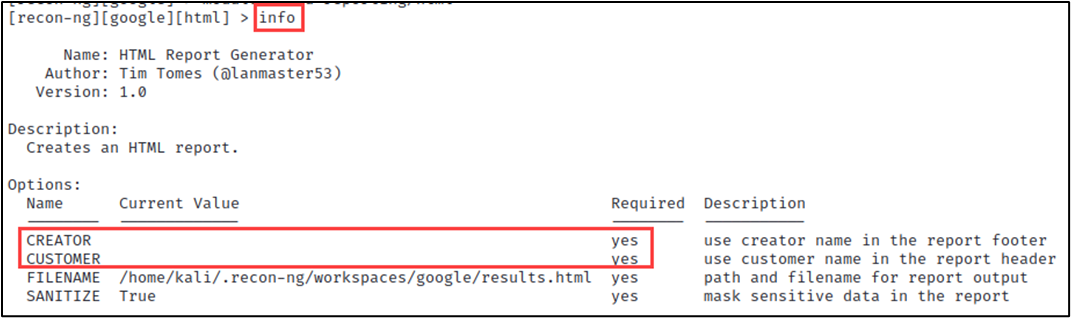 [recon-ng][google][html] > info
Name: HTML Report Generator
Author: Tim Tomes (@lanmaster53)
Version: 1.0
Description:
Creates an HTML report.
Options:
Name Current Value Required Description
CREATOR yes use creator name in the report footer
CUSTOMER yes use customer name in the report header
FILENAME /home/kali/.recon-ng/workspaces/google/results.html yes path and filename for report output
SANITIZE True yes mask sensitive data in the report